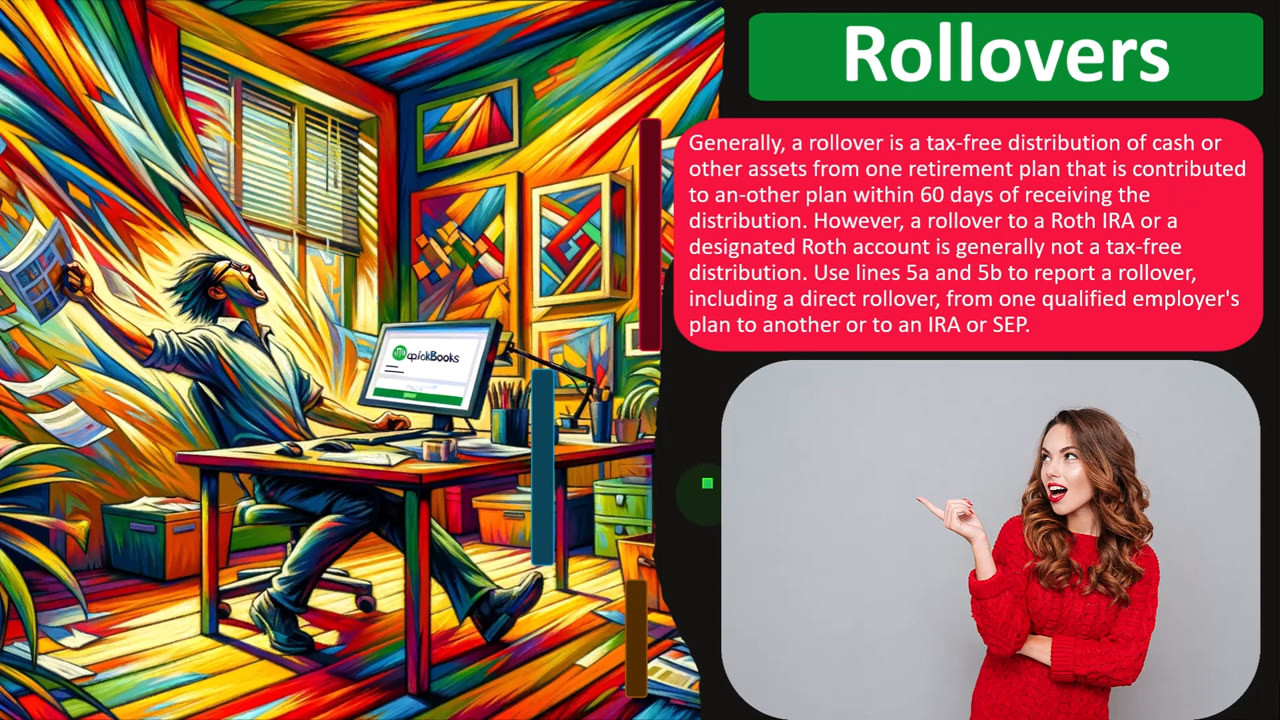 Rollovers
Generally, a rollover is a tax-free distribution of cash or
other assets from one retirement plan that is contributed
to an-other plan within 60 days of receiving the
distribution. However, a rollover to a Roth IRA or a
designated Roth account is generally not a tax-free
distribution. Use lines 5a and 5b to report a rollover,
including a direct rollover, from one qualified employer's
plan to another or to an IRA or SEP.
qpickBooks